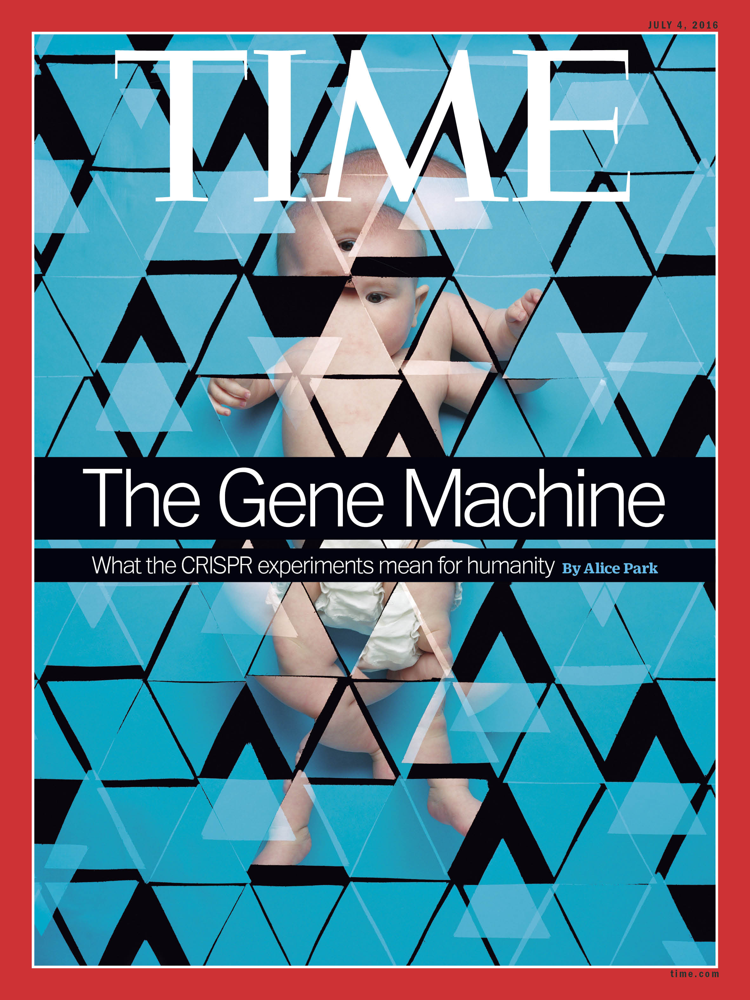 JULY 4, 2016
TIME
The Gene Machine
What the CRISPR experiments mean for humanity By Alice Park
time.com